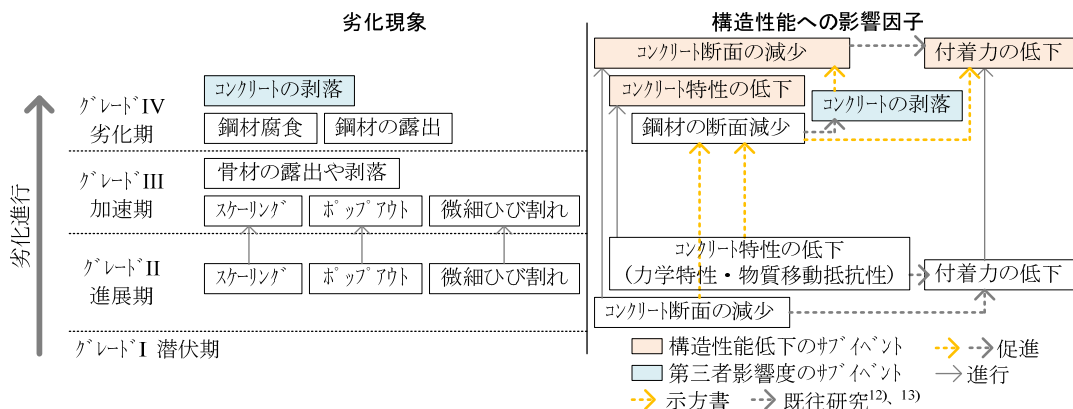 劣化現象
構造性能への影響因子
劣化進行
グレードIV
劣化期
コンクリートの剥落
鋼材腐食
鋼材の露出
グレードIII
加速期
骨材の露出や剥落
スケーリング
ポップアウト
微細ひび割れ
グレードII
進展期
スケーリング
ポップアウト
微細ひび割れ
グレードI 潜伏期
コンクリート断面の減少
付着力の低下
コンクリート特性の低下
コンクリートの剥落
鋼材の断面減少
コンクリート特性の低下
(力学特性・物質移動抵抗性)
付着力の低下
コンクリート断面の減少
構造性能低下のサブイベント
促進
第三者影響度のサブイベント
進行
示方書
既往研究12)、13)